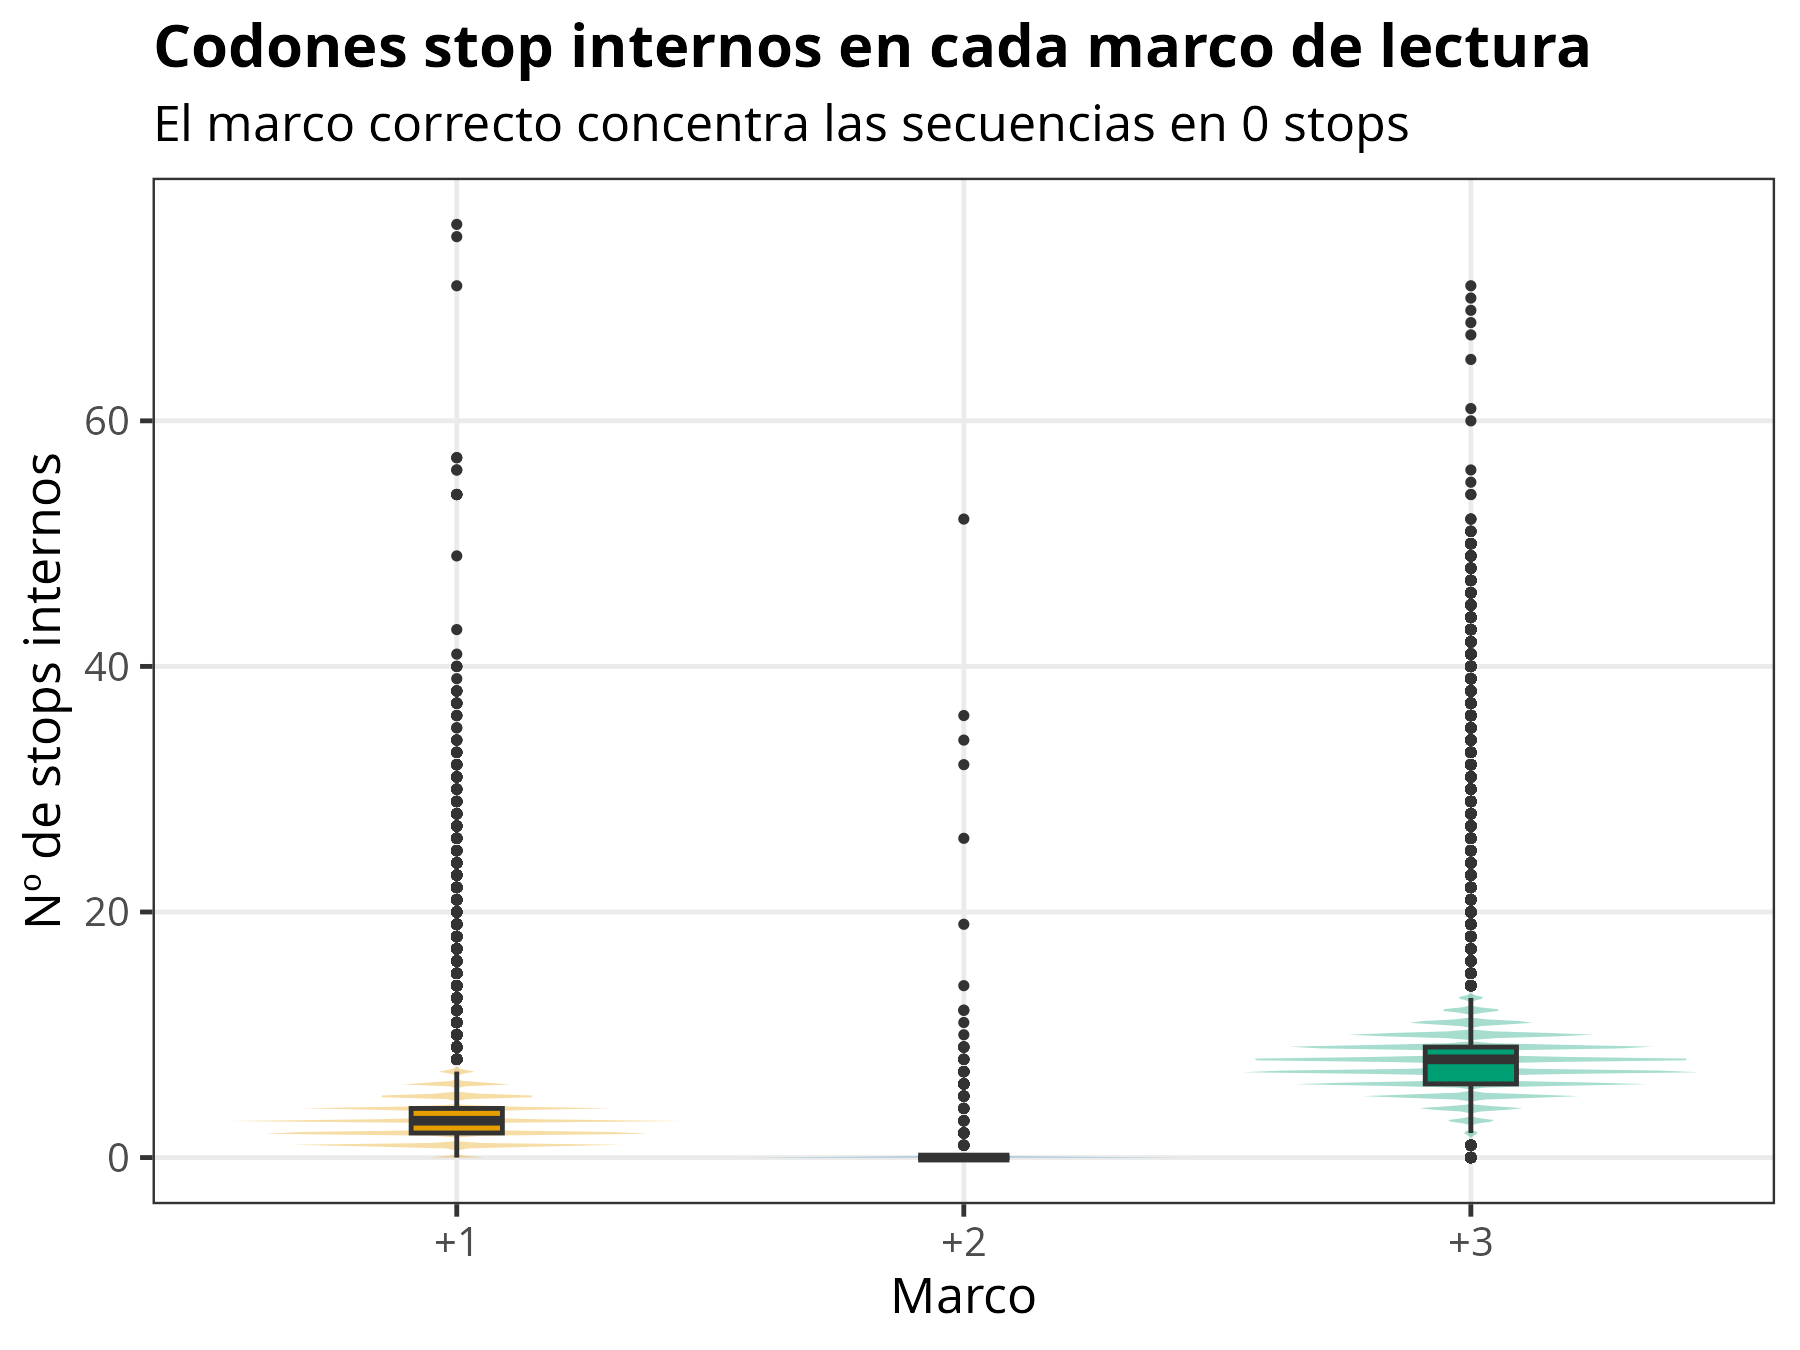 Codones stop internos en cada marco de lectura
El marco correcto concentra las secuencias en 0 stops
Nº de stops internos
60
40
20
0
+1
+2
+3
Marco